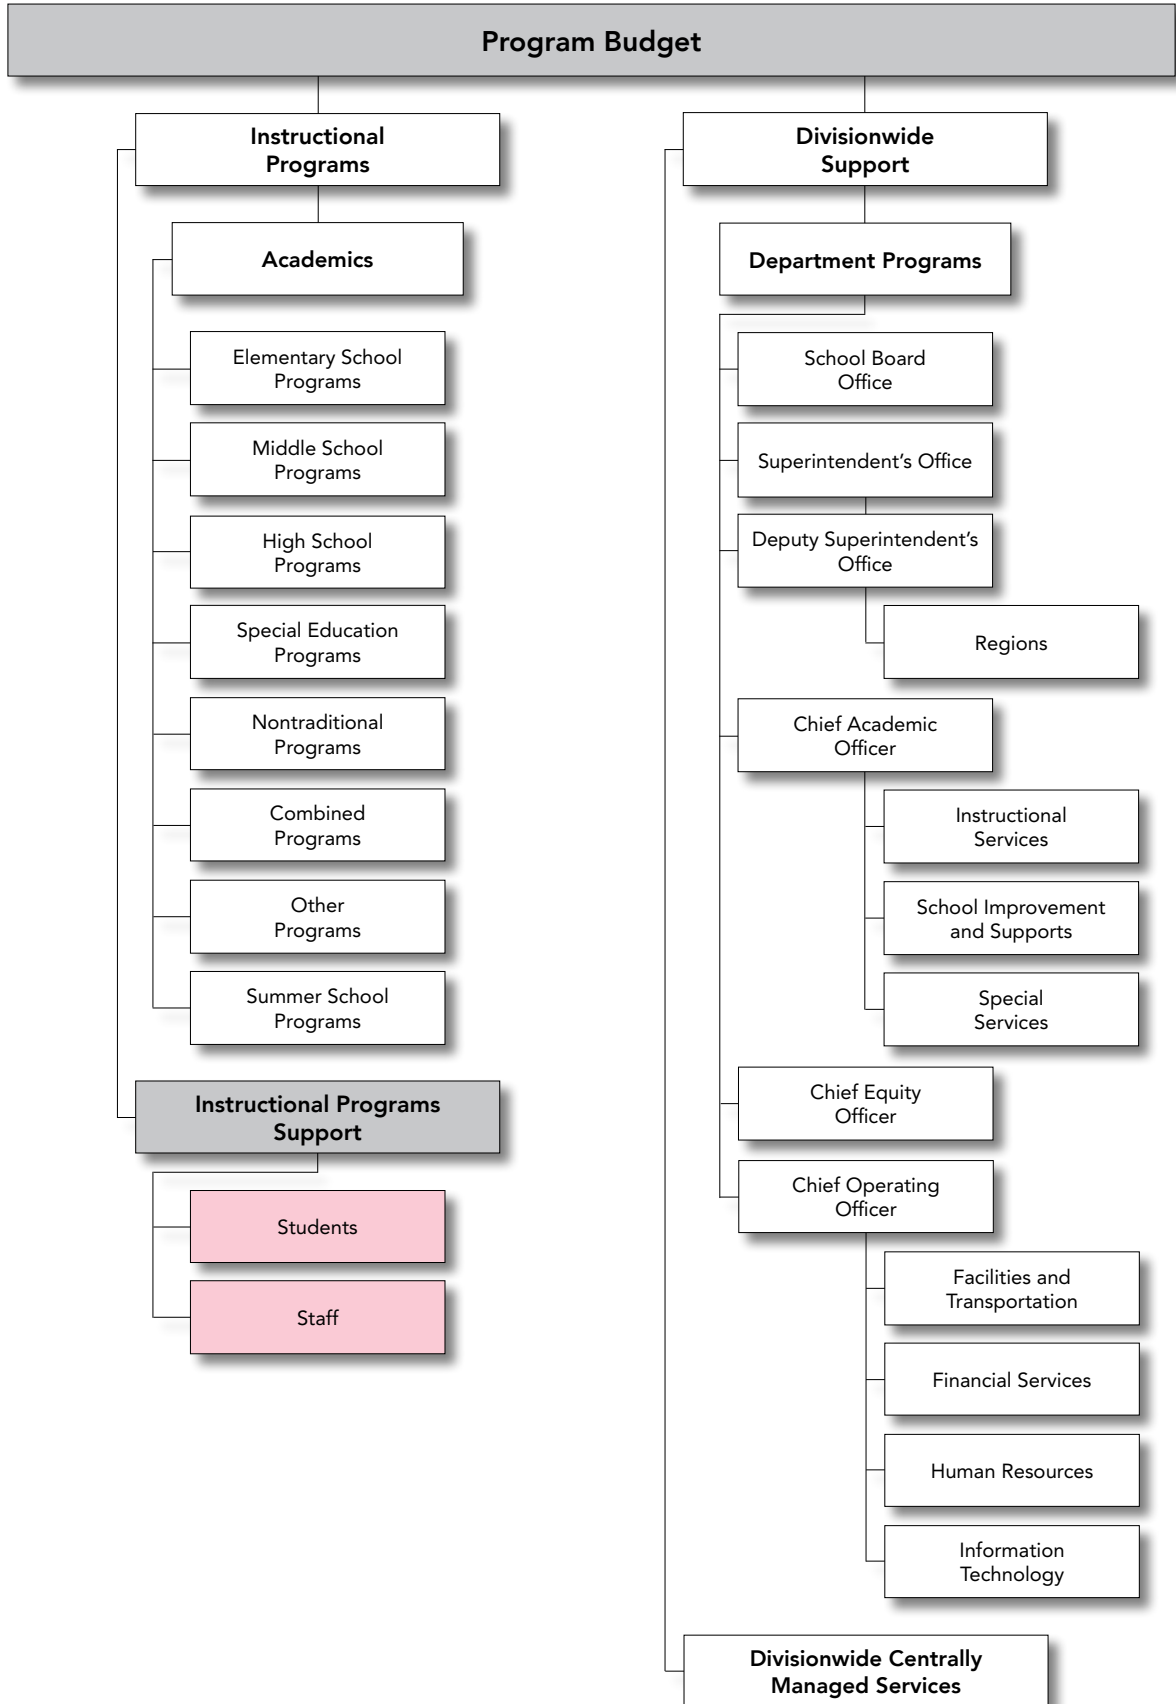 Program Budget
Instructional
Programs
Academics
Elementary School
Programs
Middle School
Programs
High School
Programs
Special Education
Programs
Nontraditional
Programs
Combined
Programs
Other
Programs
Summer School
Programs
Instructional Programs
Support
Students
Staff
Divisionwide
Support
Department Programs
School Board
Office
Superintendent's Office
Deputy Superintendent's
Office
Regions
Chief Academic
Officer
Instructional
Services
School Improvement
and Supports
Special
Services
Chief Equity
Officer
Chief Operating
Officer
Facilities and
Transportation
Financial Services
Human Resources
Information
Technology
Divisionwide Centrally
Managed Services